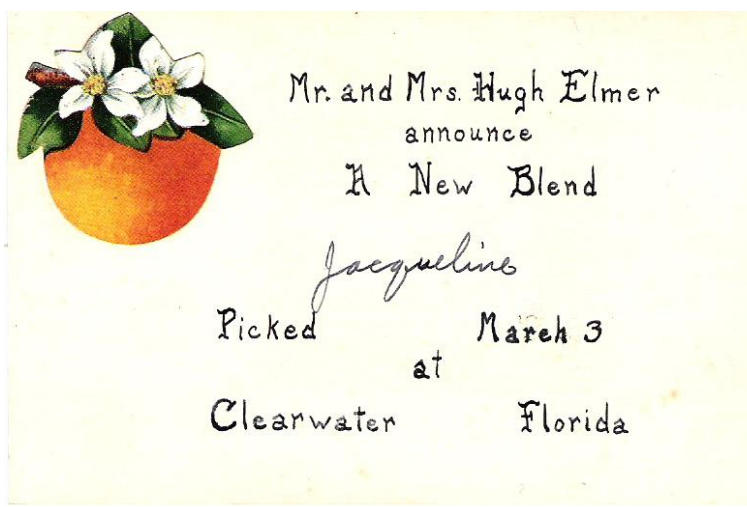 Mr. and Mrs. Hugh Elmer
announce
A New Blend
Jacqueline
Picked March 3
at
Clearwater Florida